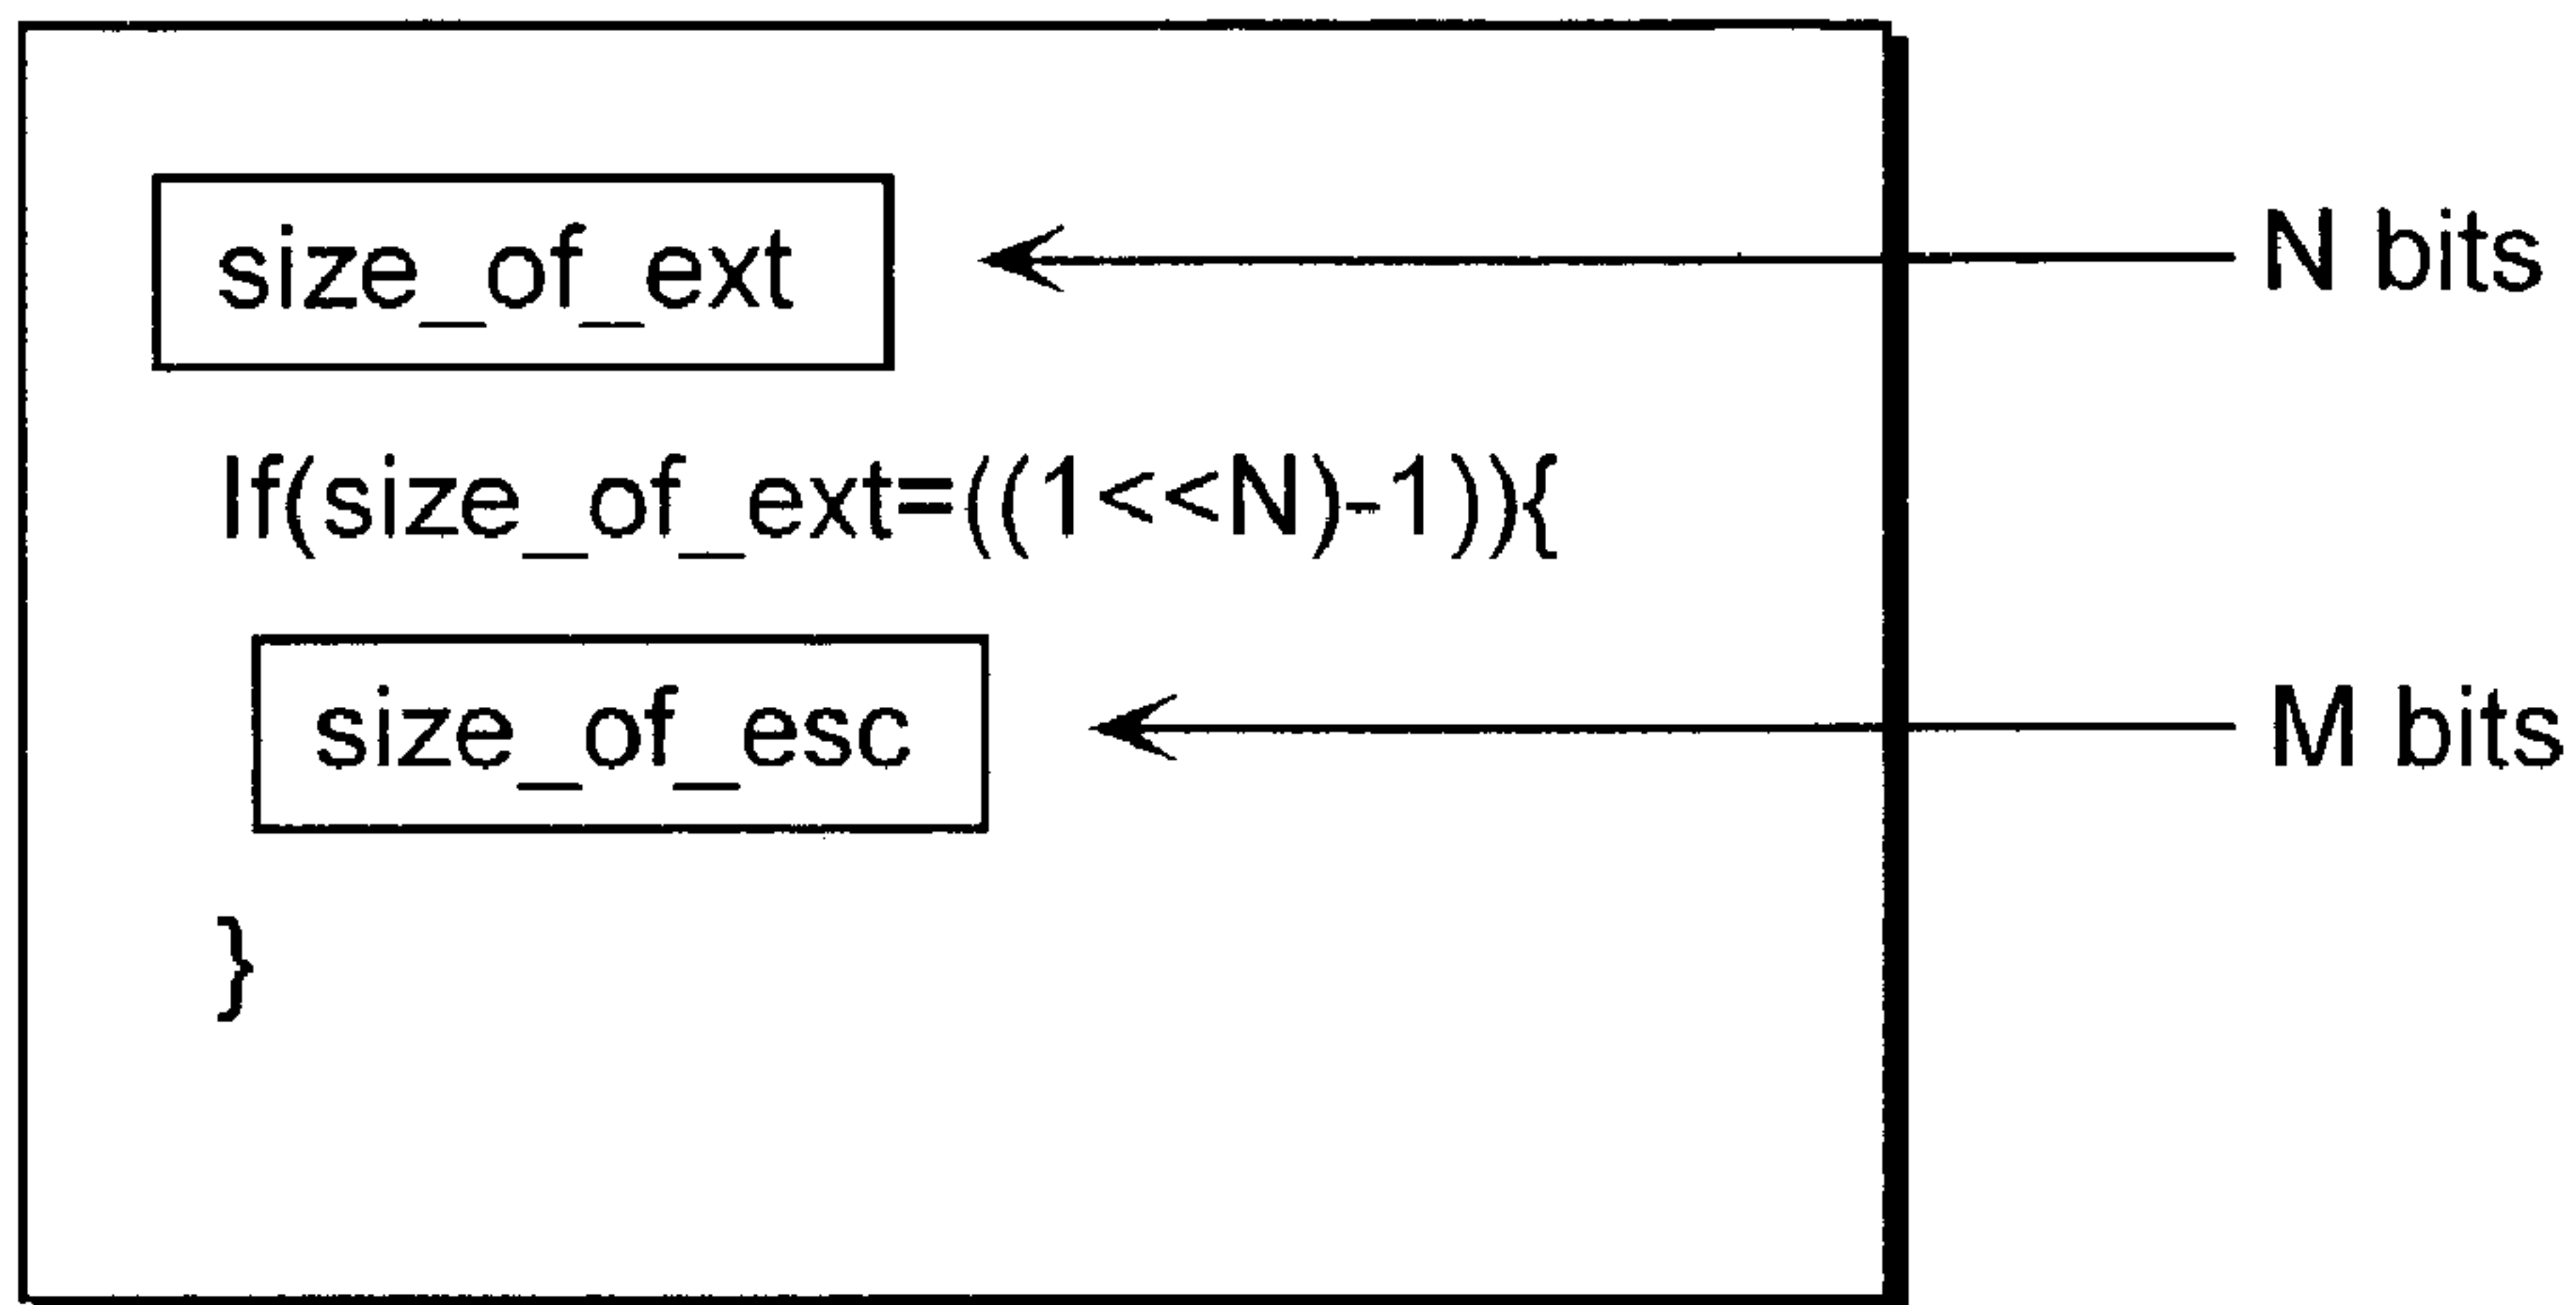 size_of_ext N bits
If(size_of_ext=((1<<N)-1)){
size_of_esc M bits
}